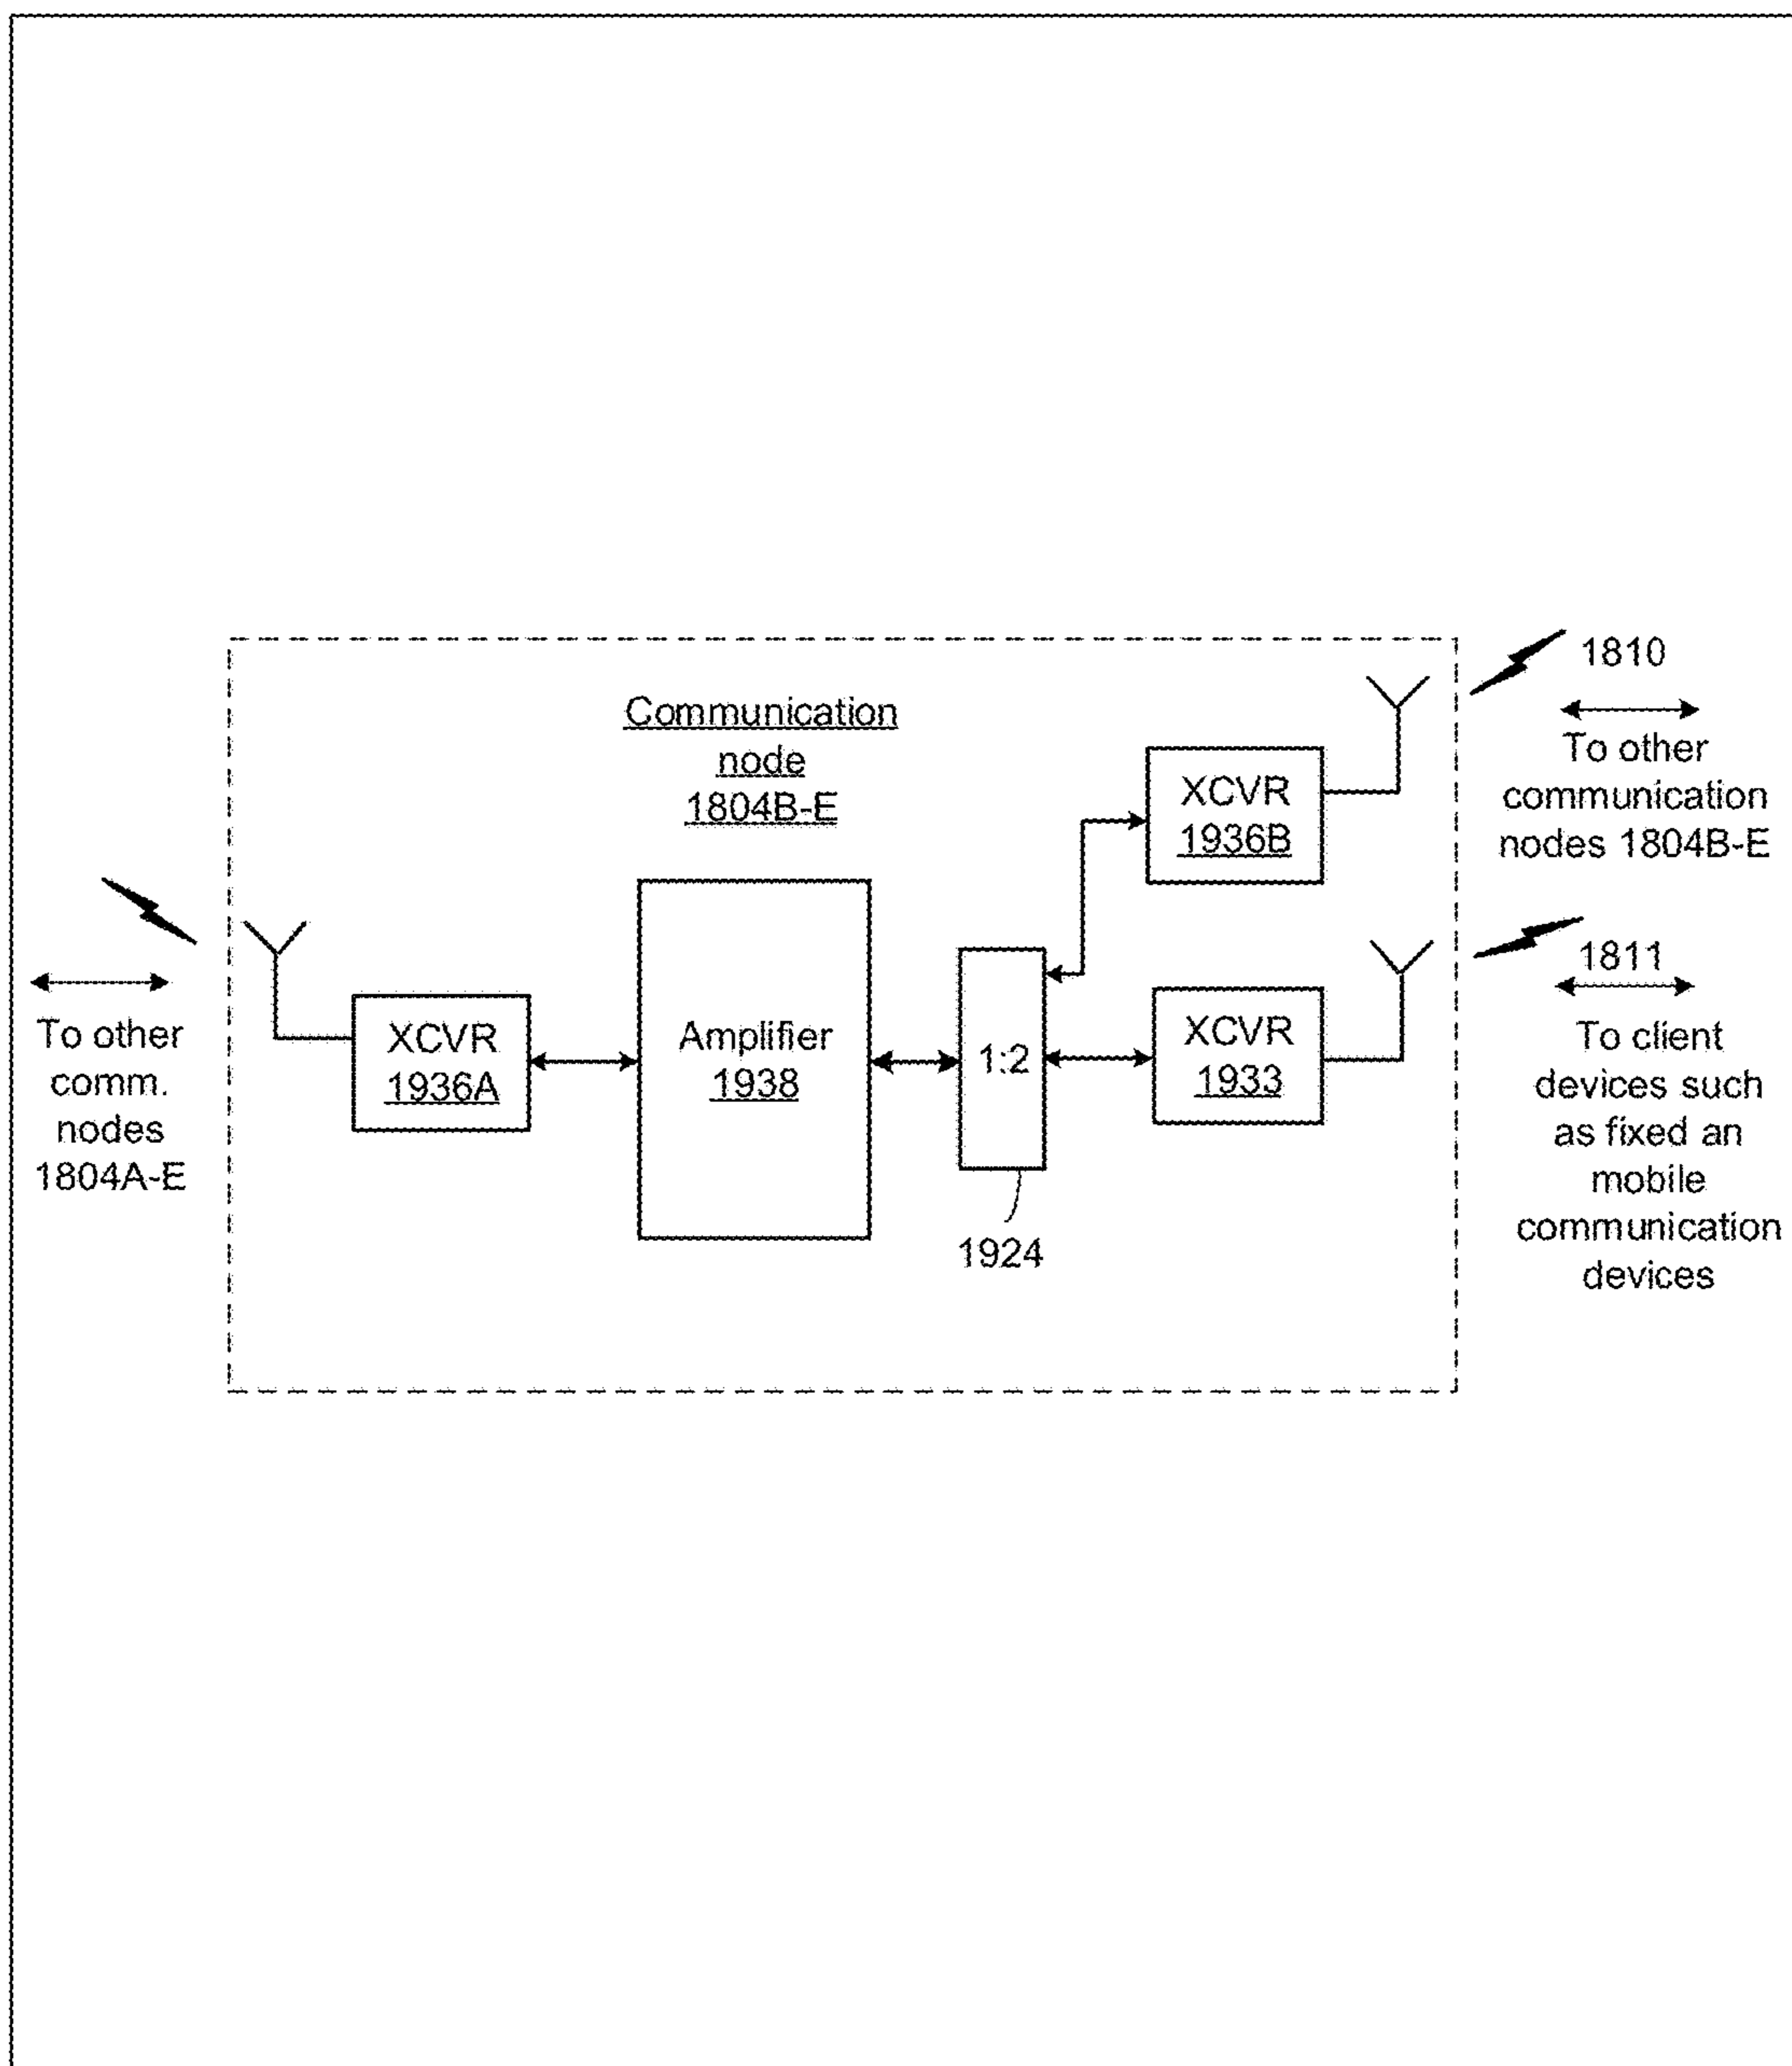 Communication
node
1804B-E
1810
To other
communication
nodes 1804B-E
XCVR
1936B
1811
To client
devices such
as fixed an
mobile
communication
devices
To other
comm.
nodes
1804A-E
XCVR
1936A
Amplifier
1938
1:2
XCVR
1933
1924